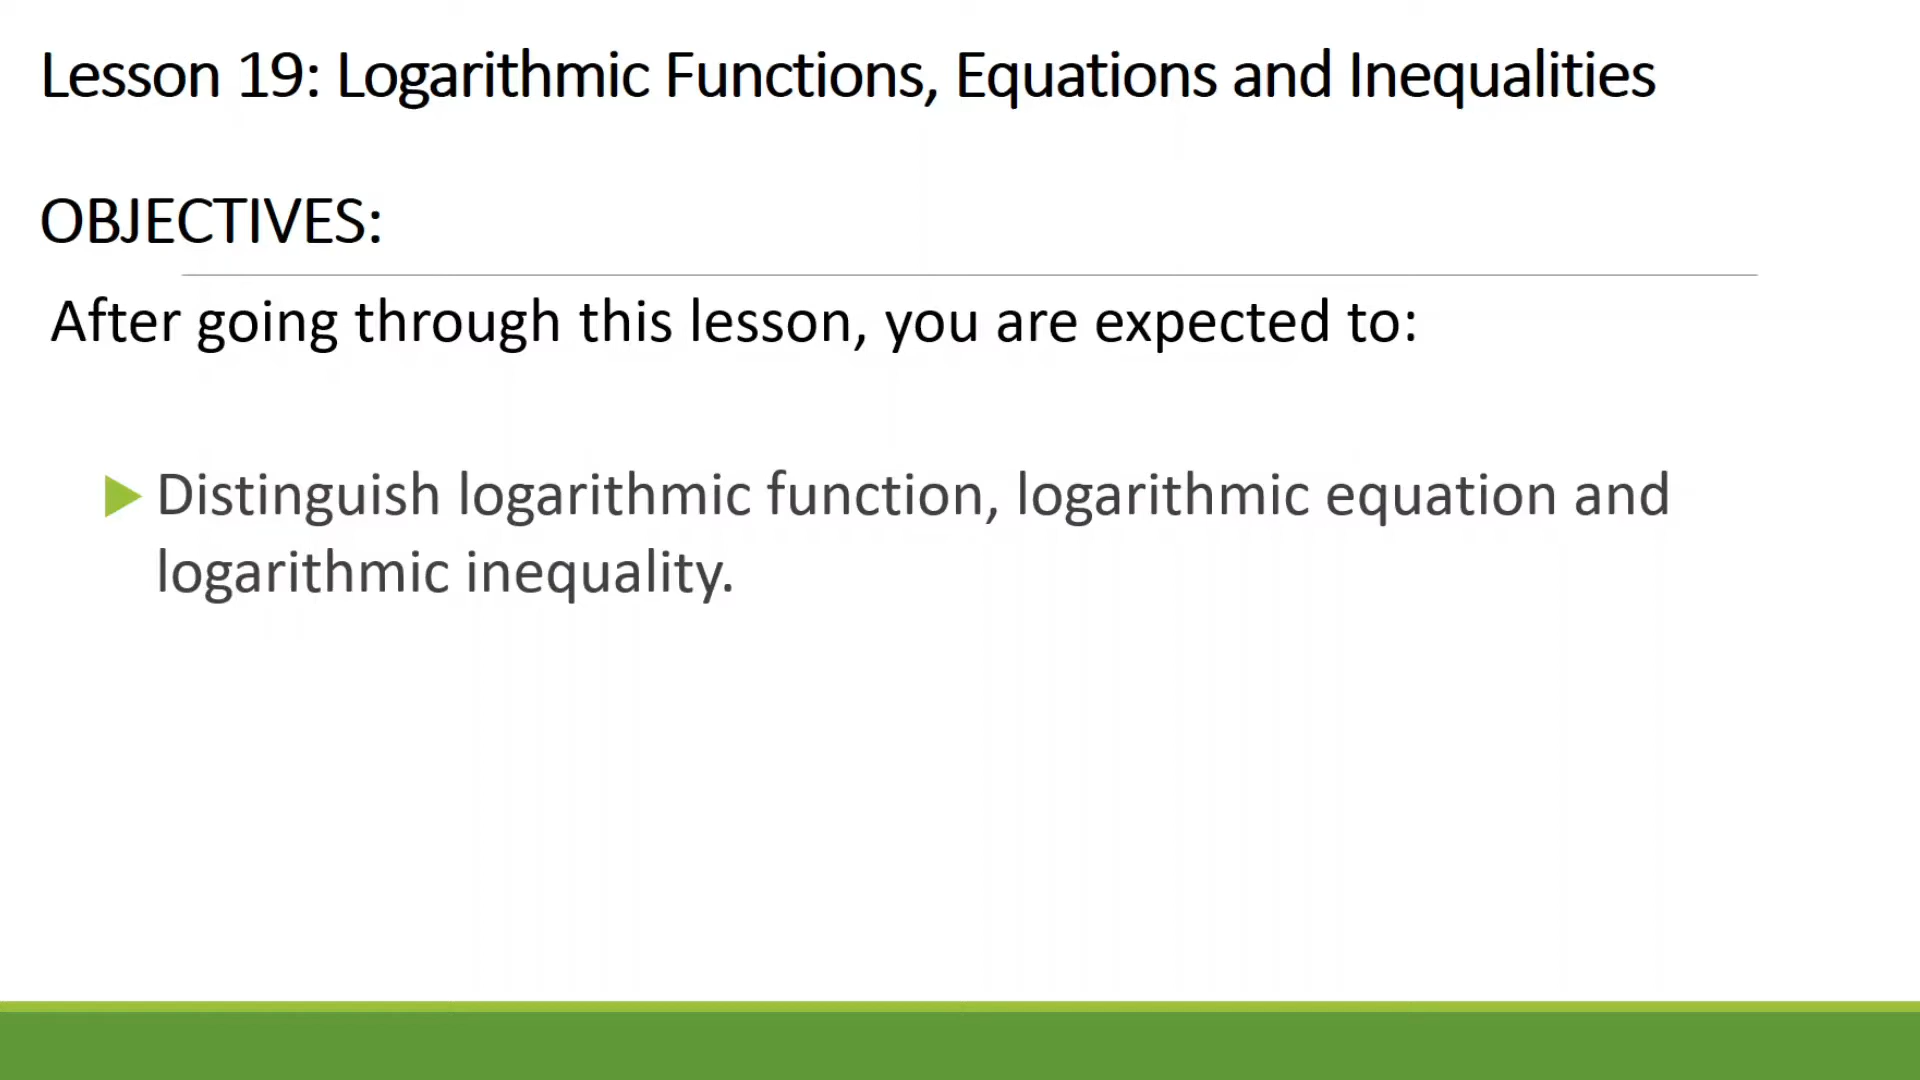 Lesson 19: Logarithmic Functions, Equations and Inequalities
OBJECTIVES:
After going through this lesson, you are expected to:
Distinguish logarithmic function, logarithmic equation and
logarithmic inequality.